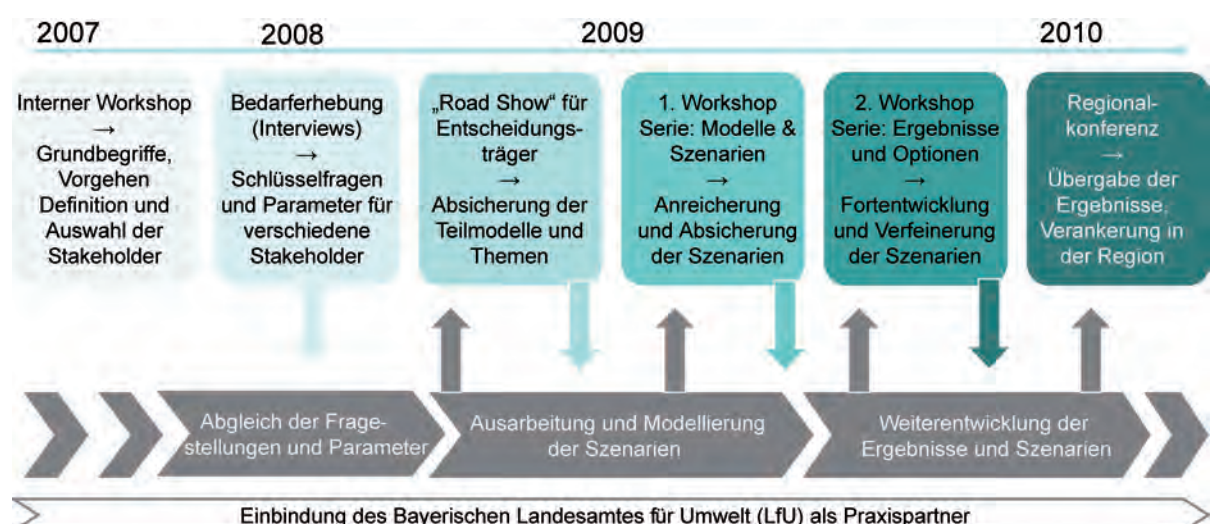 2007
2008
2009
2010
Interner Workshop
→
Grundbegriffe,
Vorgehen
Definition und
Auswahl der
Stakeholder
Bedarferhebung
(Interviews)
→
Schlüsselfragen
und Parameter für
verschiedene
Stakeholder
„Road Show“ für
Entscheidungs-
träger
→
Absicherung der
Teilmodelle und
Themen
1. Workshop
Serie: Modelle &
Szenarien
→
Anreicherung
und Absicherung
der Szenarien
2. Workshop
Serie: Ergebnisse
und Optionen
→
Fortentwicklung
und Verfeinerung
der Szenarien
Regional-
konferenz
→
Übergabe der
Ergebnisse,
Verankerung in
der Region
Abgleich der Frage-
stellungen und Parameter
Ausarbeitung und Modellierung
der Szenarien
Weiterentwicklung der
Ergebnisse und Szenarien
Einbindung des Bayerischen Landesamtes für Umwelt (LfU) als Praxispartner